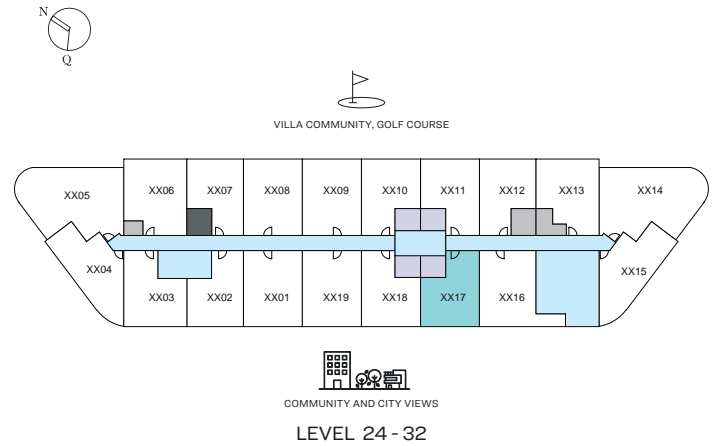 N
Q
VILLA COMMUNITY, GOLF COURSE
XX05
XX06
XX07
XX08
XX09
XX10
XX11
XX12
XX13
XX14
XX04
XX03
XX02
XX01
XX19
XX18
XX17
XX16
XX15
COMMUNITY AND CITY VIEWS
LEVEL 24 - 32